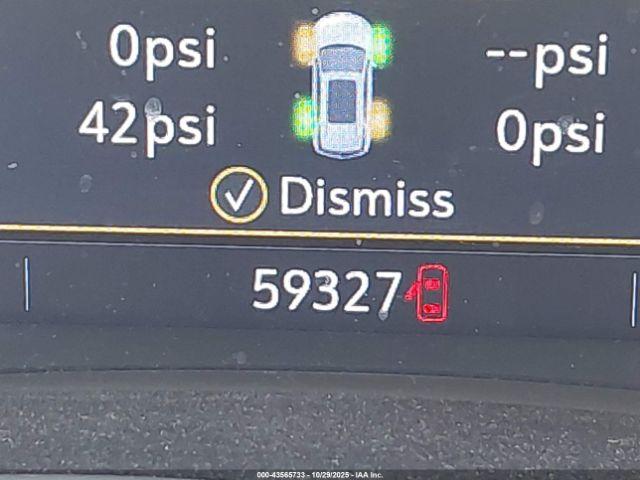 0psi --psi
42psi 0psi
Dismiss
59327
000-43565733 - 10/29/2025 - IAA Inc.